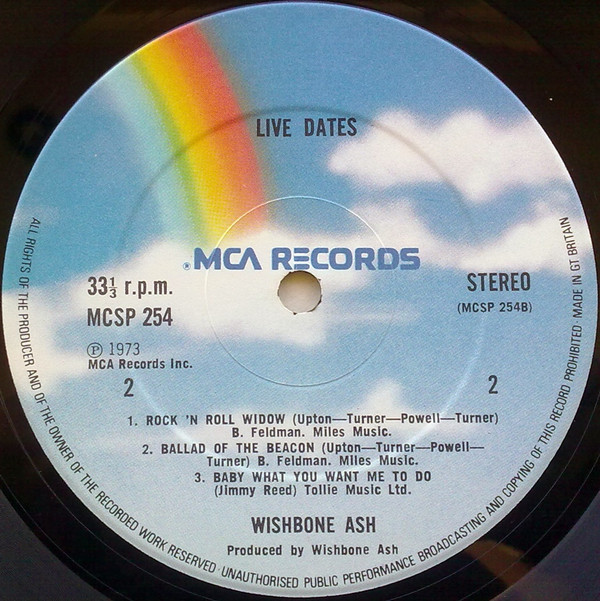 LIVE DATES
® MCA RECORDS
33⅓ r.p.m.
STEREO
MCSP 254
(MCSP 254B)
℗ 1973
MCA Records Inc.
2
2
1. ROCK 'N ROLL WIDOW (Upton—Turner—Powell—Turner)
B. Feldman. Miles Music.
2. BALLAD OF THE BEACON (Upton—Turner—Powell—
Turner) B. Feldman. Miles Music.
3. BABY WHAT YOU WANT ME TO DO
(Jimmy Reed) Tollie Music Ltd.
WISHBONE ASH
Produced by Wishbone Ash
ALL RIGHTS OF THE PRODUCER AND OF THE OWNER OF THE RECORDED WORK RESERVED · UNAUTHORISED PUBLIC PERFORMANCE BROADCASTING AND COPYING OF THIS RECORD PROHIBITED · MADE IN GT BRITAIN